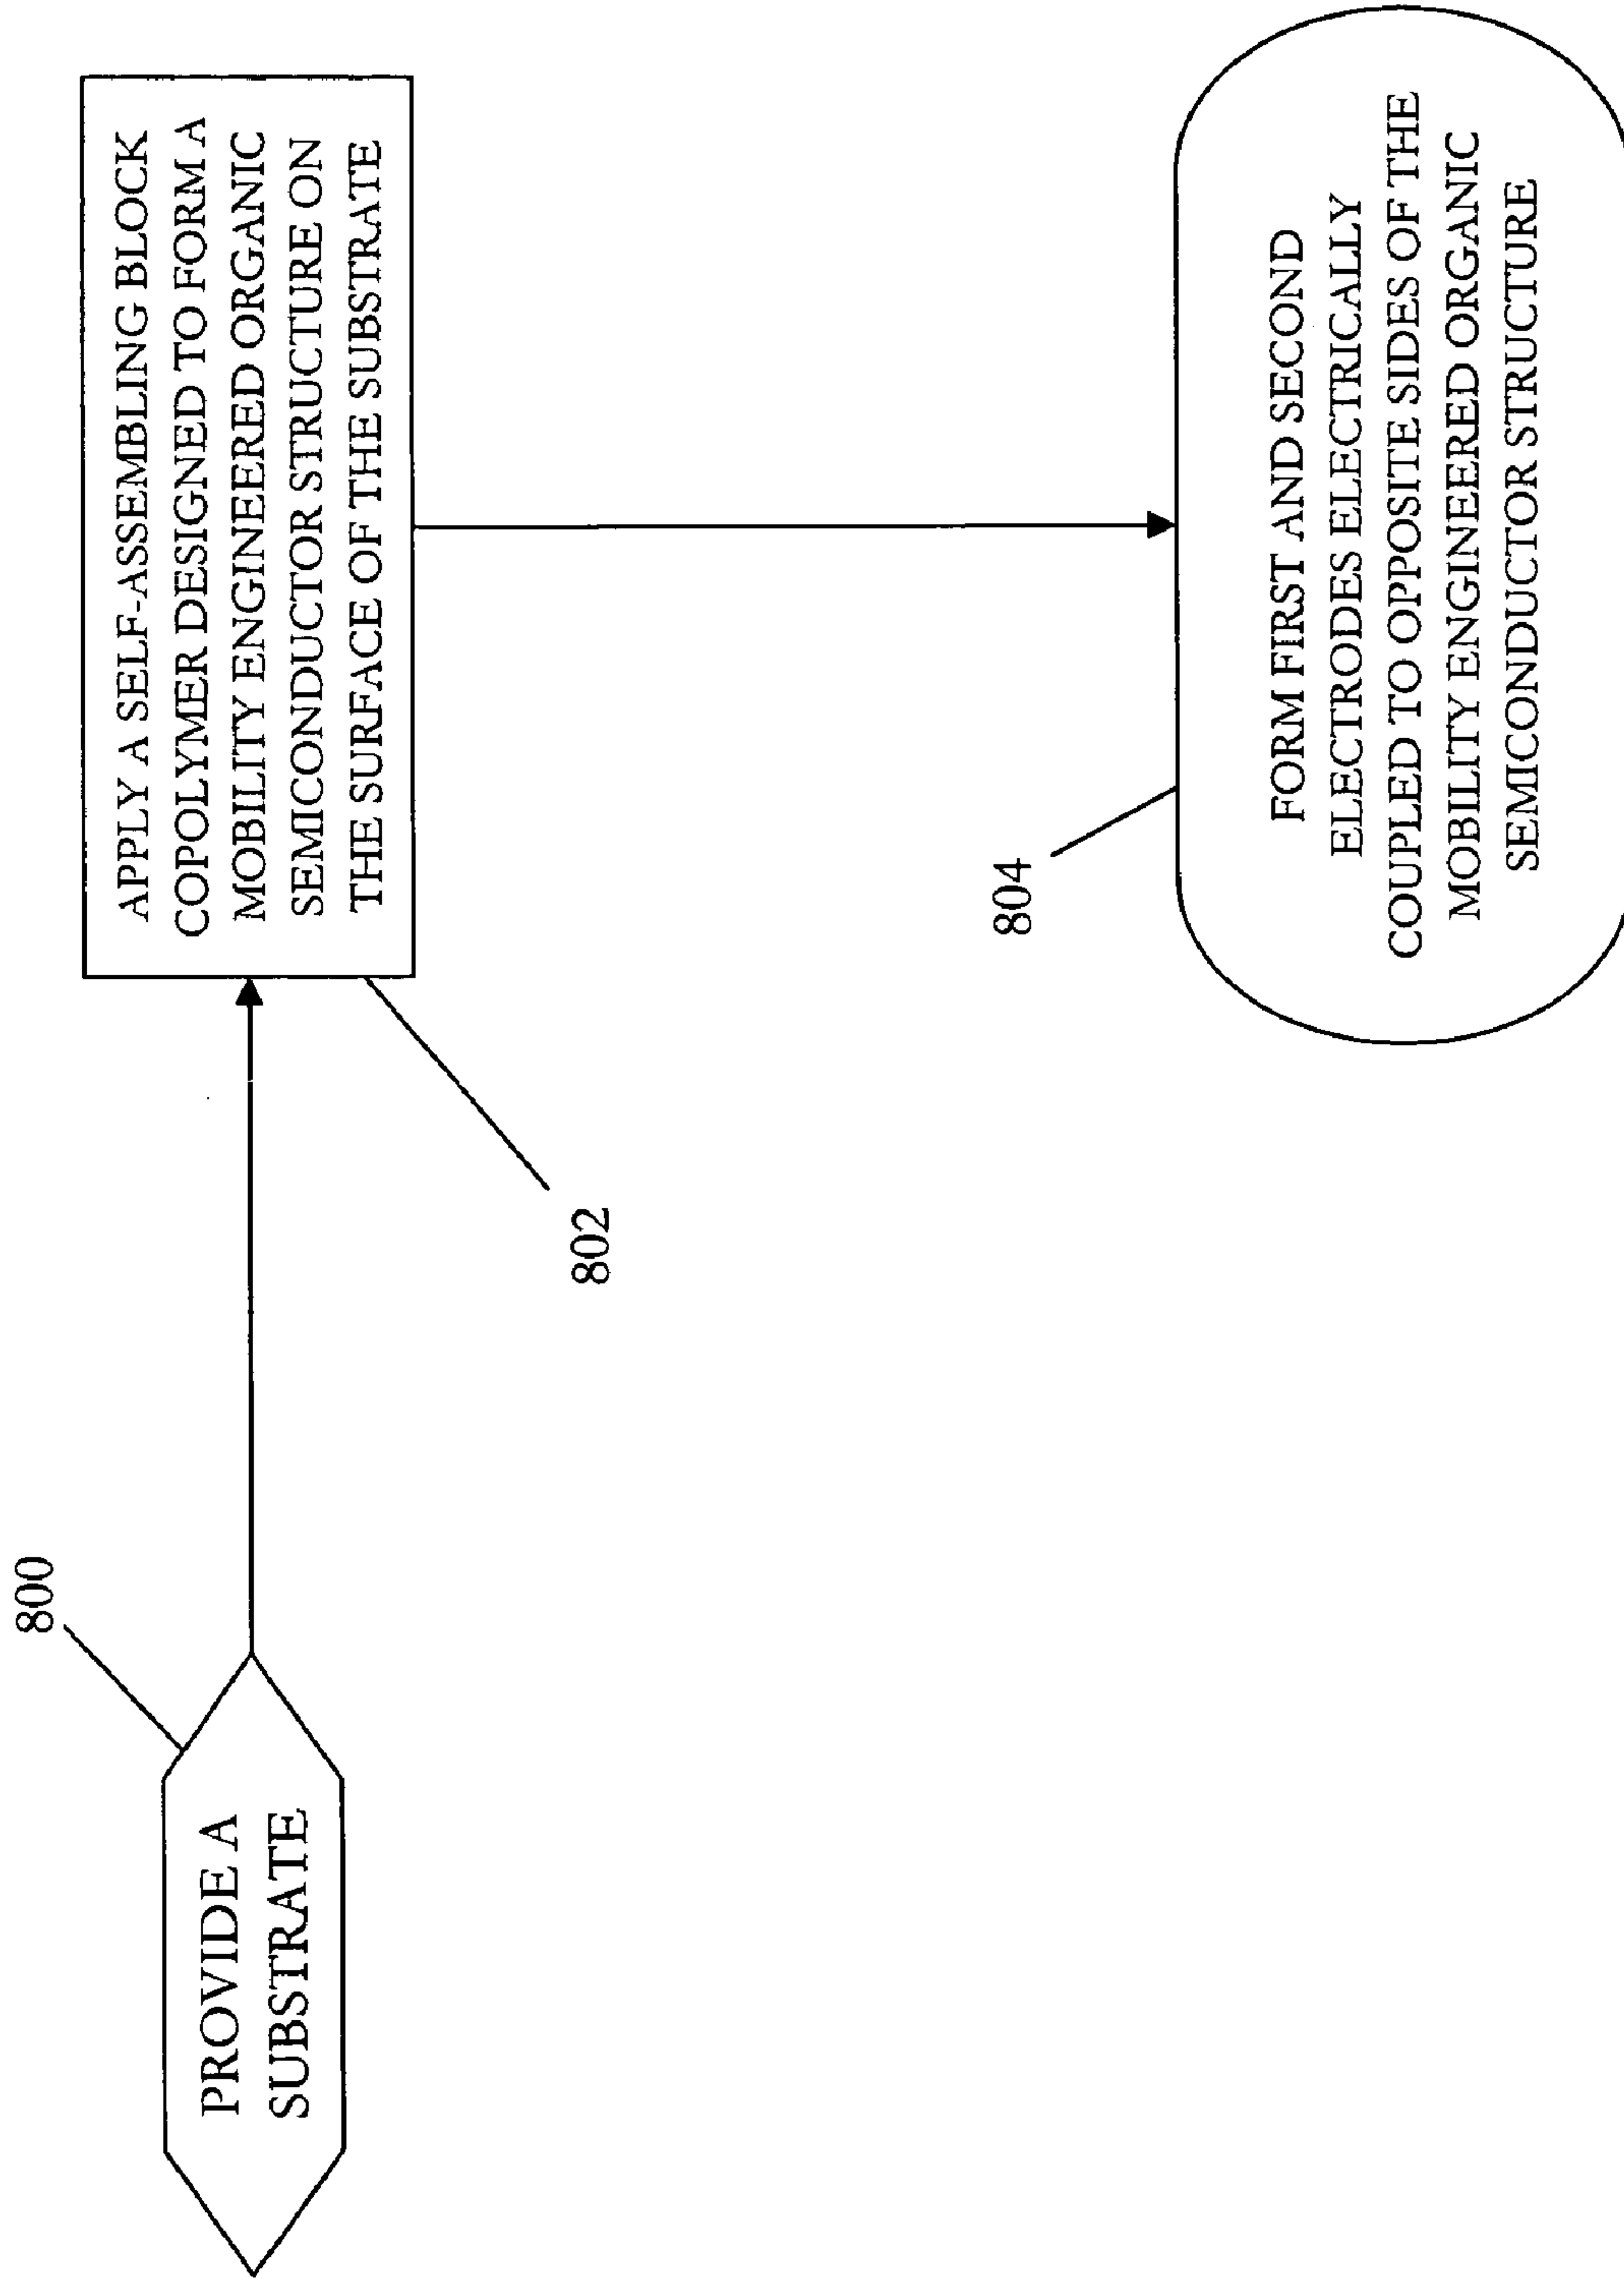 800
PROVIDE A
SUBSTRATE
802
APPLY A SELF-ASSEMBLING BLOCK
COPOLYMER DESIGNED TO FORM A
MOBILITY ENGINEERED ORGANIC
SEMICONDUCTOR STRUCTURE ON
THE SURFACE OF THE SUBSTRATE
804
FORM FIRST AND SECOND
ELECTRODES ELECTRICALLY
COUPLED TO OPPOSITE SIDES OF THE
MOBILITY ENGINEERED ORGANIC
SEMICONDUCTOR STRUCTURE